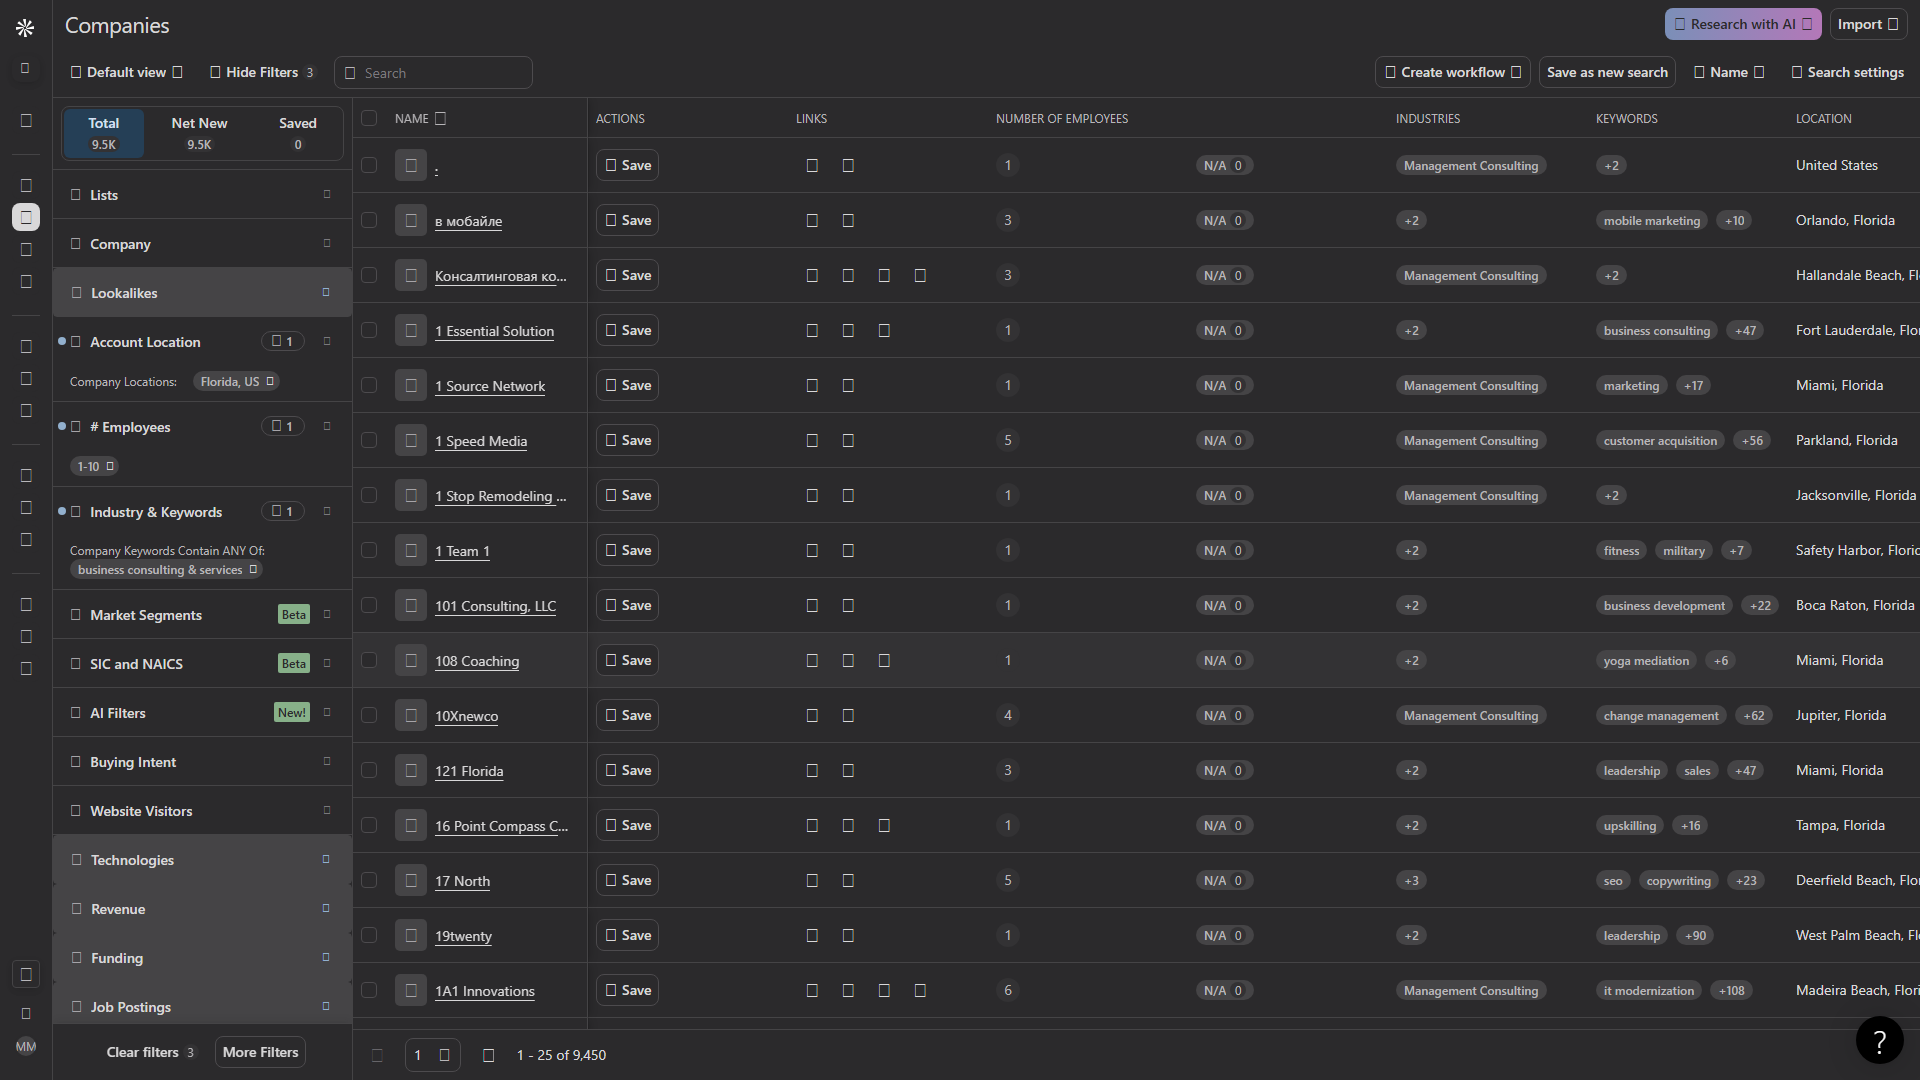 Companies
Research with AI
Import
Default view
Hide Filters 3
Search
Create workflow
Save as new search
Name
Search settings
Total
9.5K
Net New
9.5K
Saved
0
Lists
Company
Lookalikes
Account Location
1
Company Locations:
Florida, US
# Employees
1
1-10
Industry & Keywords
1
Company Keywords Contain ANY Of:
business consulting & services
Market Segments
Beta
SIC and NAICS
Beta
AI Filters
New!
Buying Intent
Website Visitors
Technologies
Revenue
Funding
Job Postings
Clear filters 3
More Filters
MM
NAME ACTIONS LINKS NUMBER OF EMPLOYEES INDUSTRIES KEYWORDS LOCATION
. Save 1 N/A 0 Management Consulting +2 United States
в мобайле Save 3 N/A 0 +2 mobile marketing +10 Orlando, Florida
Консалтинговая ко... Save 3 N/A 0 Management Consulting +2 Hallandale Beach, Fl
1 Essential Solution Save 1 N/A 0 +2 business consulting +47 Fort Lauderdale, Flor
1 Source Network Save 1 N/A 0 Management Consulting marketing +17 Miami, Florida
1 Speed Media Save 5 N/A 0 Management Consulting customer acquisition +56 Parkland, Florida
1 Stop Remodeling ... Save 1 N/A 0 Management Consulting +2 Jacksonville, Florida
1 Team 1 Save 1 N/A 0 +2 fitness military +7 Safety Harbor, Floric
101 Consulting, LLC Save 1 N/A 0 +2 business development +22 Boca Raton, Florida
108 Coaching Save 1 N/A 0 +2 yoga mediation +6 Miami, Florida
10Xnewco Save 4 N/A 0 Management Consulting change management +62 Jupiter, Florida
121 Florida Save 3 N/A 0 +2 leadership sales +47 Miami, Florida
16 Point Compass C... Save 1 N/A 0 +2 upskilling +16 Tampa, Florida
17 North Save 5 N/A 0 +3 seo copywriting +23 Deerfield Beach, Flo
19twenty Save 1 N/A 0 +2 leadership +90 West Palm Beach, Fl
1A1 Innovations Save 6 N/A 0 Management Consulting it modernization +108 Madeira Beach, Flori
1
1 - 25 of 9,450
?